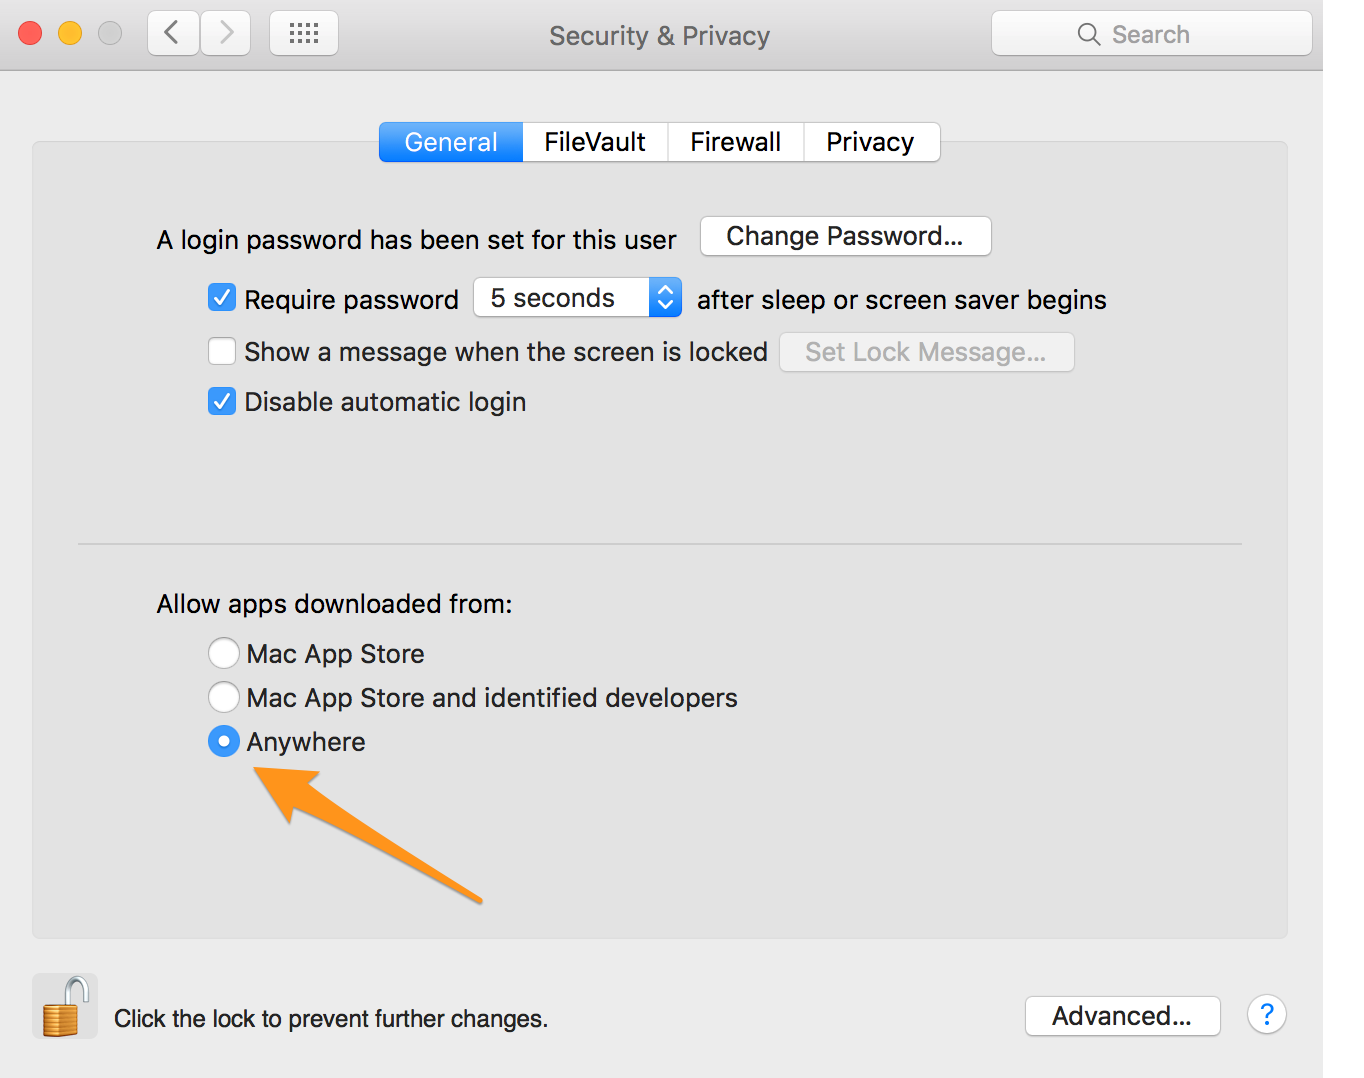 Security & Privacy
Search
General FileVault Firewall Privacy
A login password has been set for this user Change Password...
Require password 5 seconds after sleep or screen saver begins
Show a message when the screen is locked Set Lock Message...
Disable automatic login
Allow apps downloaded from:
Mac App Store
Mac App Store and identified developers
Anywhere
Click the lock to prevent further changes. Advanced... ?